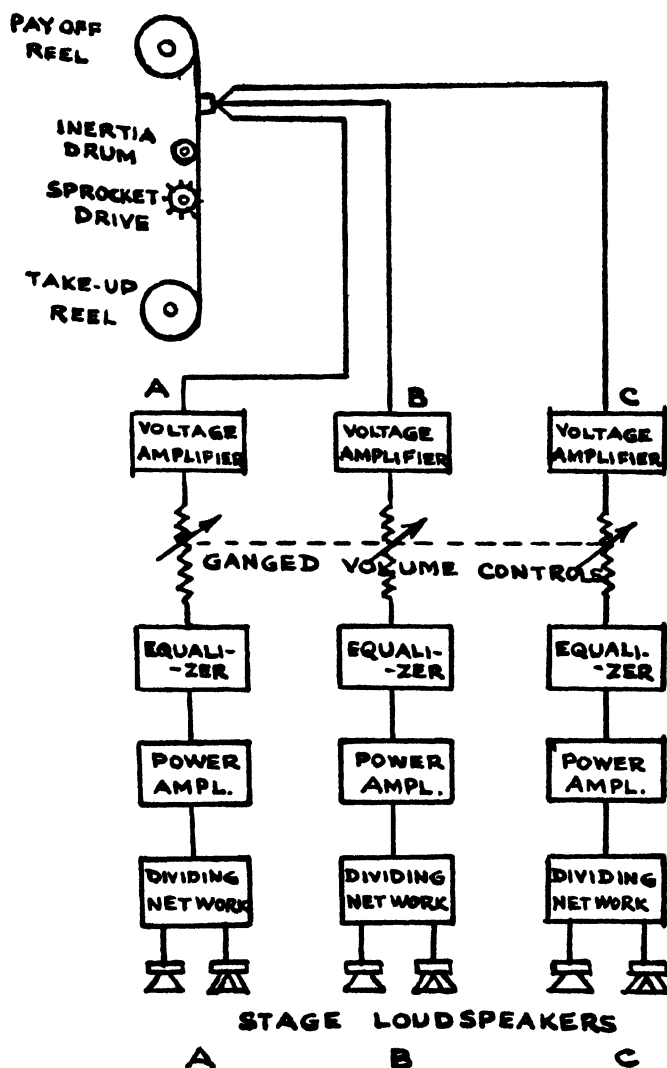 PAY OFF
REEL
INERTIA
DRUM
SPROCKET
DRIVE
TAKE-UP
REEL
A
B
C
VOLTAGE
AMPLIFIER
VOLTAGE
AMPLIFIER
VOLTAGE
AMPLIFIER
GANGED VOLUME CONTROLS
EQUALI-
-ZER
EQUALI-
-ZER
EQUALI-
-ZER
POWER
AMPL.
POWER
AMPL.
POWER
AMPL.
DIVIDING
NETWORK
DIVIDING
NETWORK
DIVIDING
NETWORK
STAGE LOUDSPEAKERS
A B C